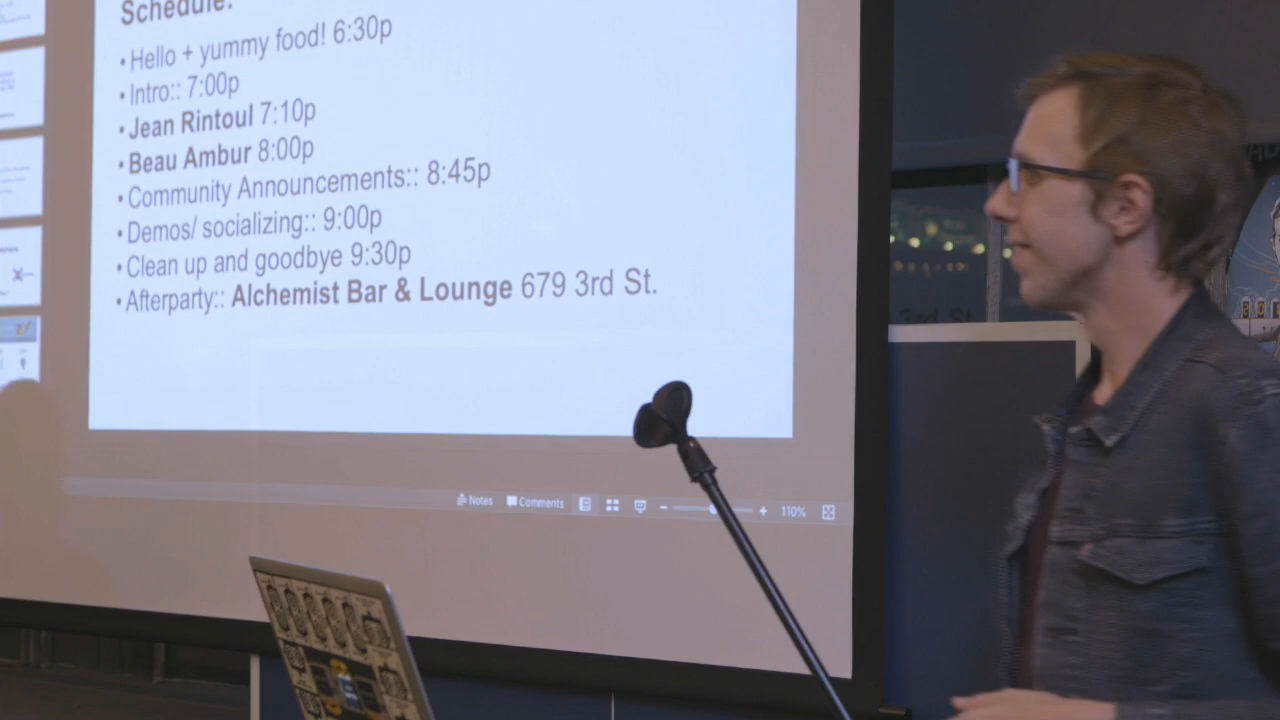 Schedule:
• Hello + yummy food! 6:30p
• Intro:: 7:00p
• Jean Rintoul 7:10p
• Beau Ambur 8:00p
• Community Announcements:: 8:45p
• Demos/ socializing:: 9:00p
• Clean up and goodbye 9:30p
• Afterparty:: Alchemist Bar & Lounge 679 3rd St.
Notes Comments 110%
3rd St